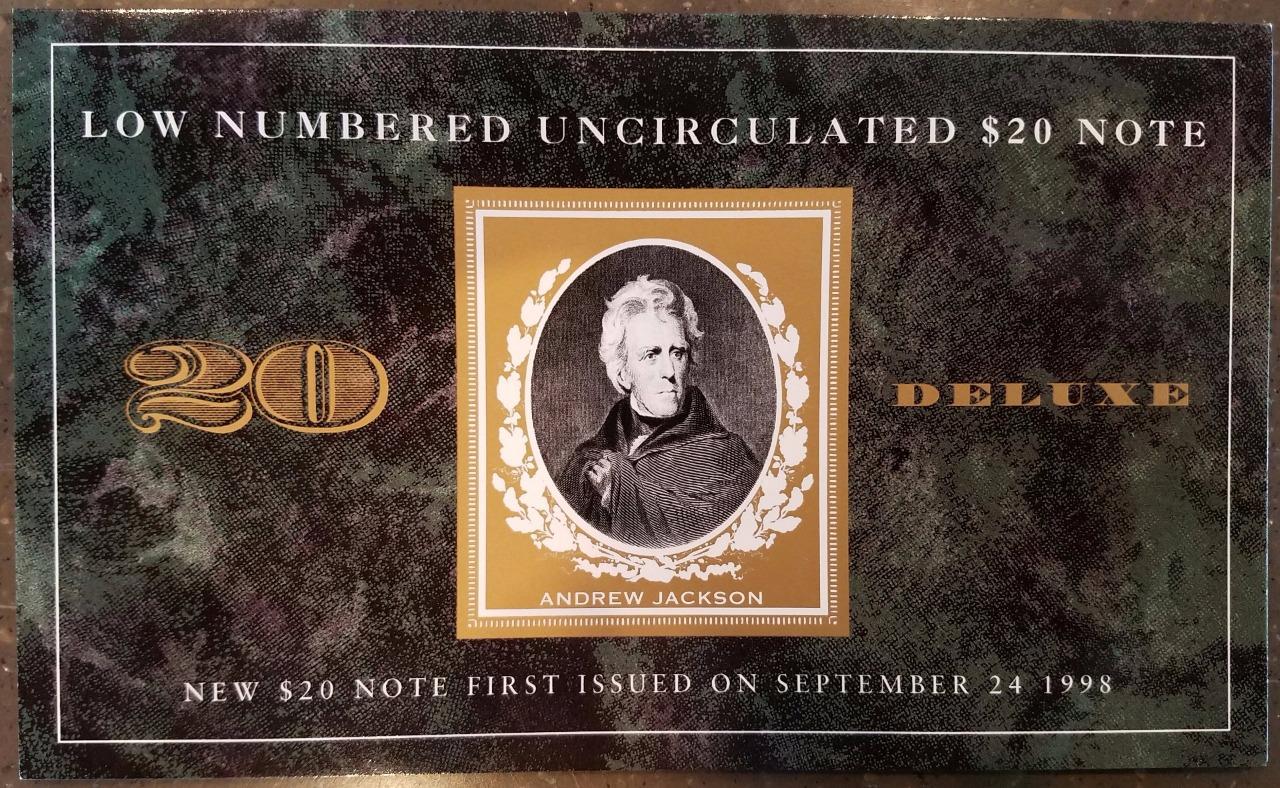 LOW NUMBERED UNCIRCULATED $20 NOTE
20
DELUXE
ANDREW JACKSON
NEW $20 NOTE FIRST ISSUED ON SEPTEMBER 24 1998